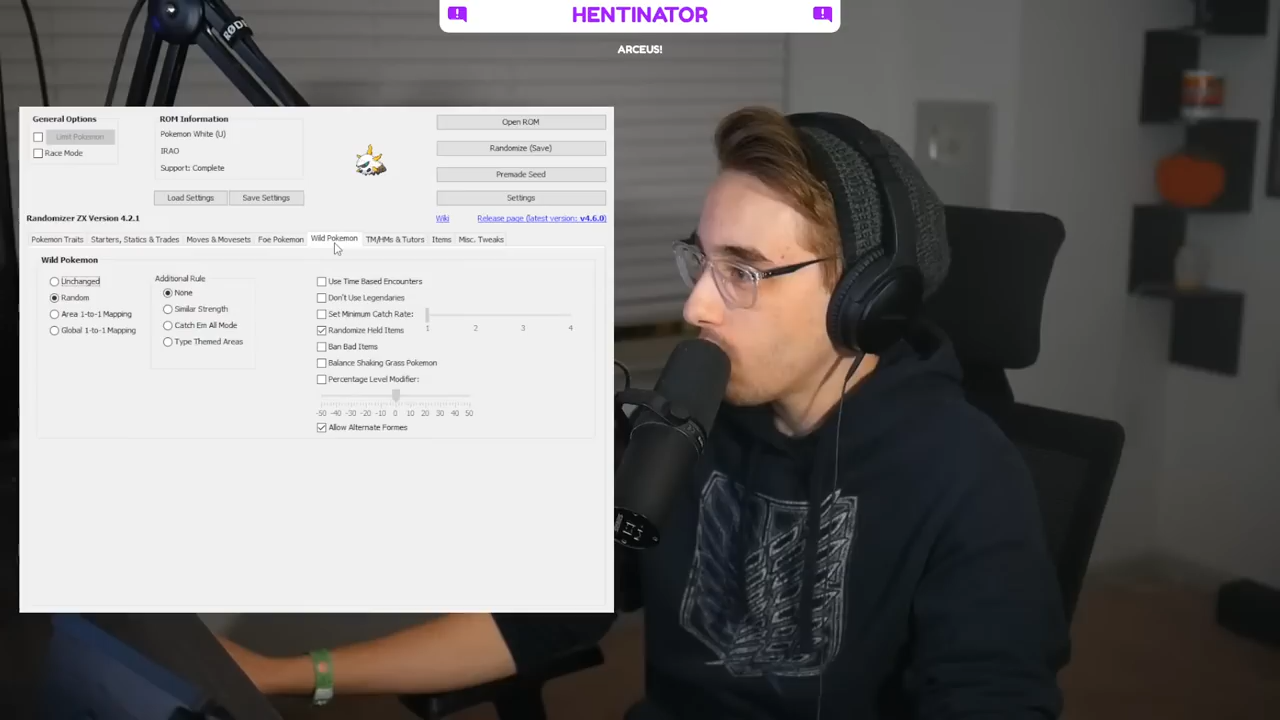 HENTINATOR
ARCEUS!
RØDE
General Options
Limit Pokemon
Race Mode
ROM Information
Pokemon White (U)
IRAO
Support: Complete
Open ROM
Randomize (Save)
Premade Seed
Load Settings Save Settings Settings
Randomizer ZX Version 4.2.1 Wiki Release page (latest version: v4.6.0)
Pokemon Traits Starters, Statics & Trades Moves & Movesets Foe Pokemon Wild Pokemon TM/HMs & Tutors Items Misc. Tweaks
Wild Pokemon
Unchanged
Random
Area 1-to-1 Mapping
Global 1-to-1 Mapping
Additional Rule
None
Similar Strength
Catch Em All Mode
Type Themed Areas
Use Time Based Encounters
Don't Use Legendaries
Set Minimum Catch Rate:
1 2 3 4
Randomize Held Items
Ban Bad Items
Balance Shaking Grass Pokemon
Percentage Level Modifier:
-50 -40 -30 -20 -10 0 10 20 30 40 50
Allow Alternate Formes